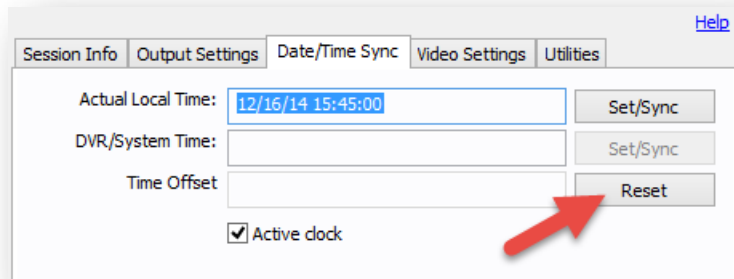 Help
Session Info Output Settings Date/Time Sync Video Settings Utilities
Actual Local Time: 12/16/14 15:45:00 Set/Sync
DVR/System Time: Set/Sync
Time Offset Reset
Active clock